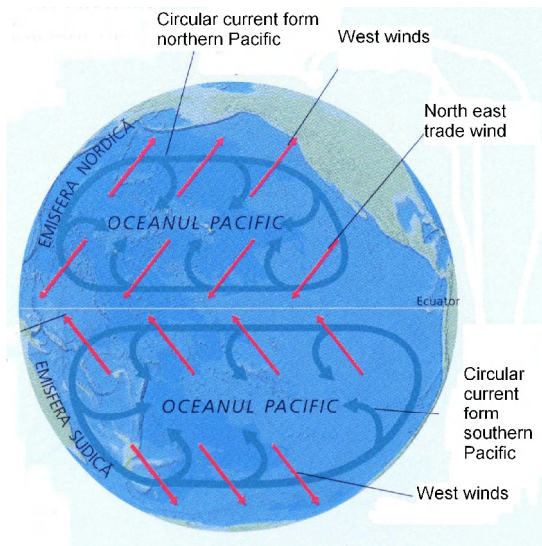 Circular current form
northern Pacific
West winds
North east
trade wind
EMISFERA NORDICĂ
OCEANUL PACIFIC
Ecuator
EMISFERA SUDICĂ
OCEANUL PACIFIC
Circular
current
form
southern
Pacific
West winds